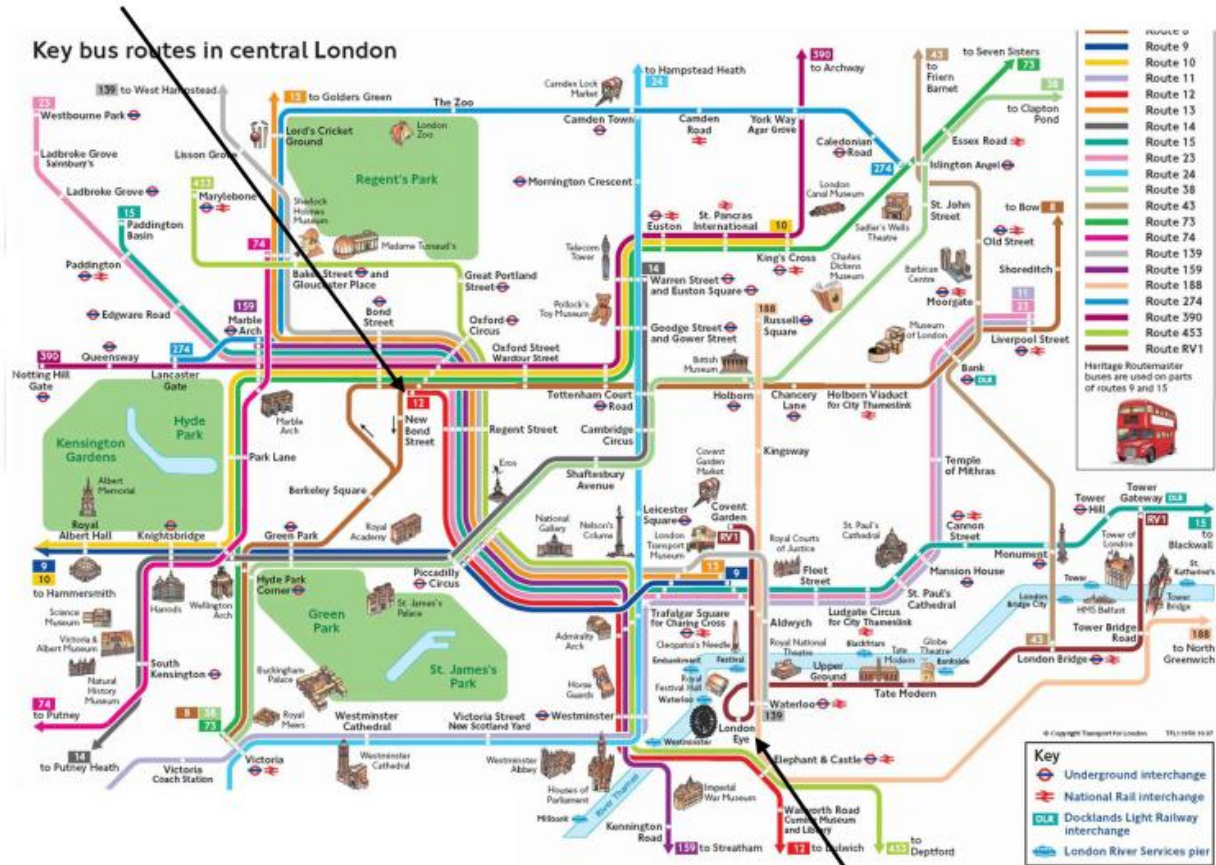 Key bus routes in central London
139 to West Hampstead
13 to Golders Green
The Zoo
Camden Lock
Market
to Hampstead Heath
24
390
to Archway
43
to
Friern
Barnet
to Seven Sisters
73
38
to Clapton
Pond
23
Westbourne Park
Lord's Cricket
Ground
London
Zoo
Camden Town
Camden
Road
York Way
Agar Grove
Caledonian
Road
Essex Road
Ladbroke Grove
Sainsbury's
Lisson Grove
Regent's Park
274
Islington Angel
Ladbroke Grove
453
Marylebone
Sherlock
Holmes
Museum
Mornington Crescent
London
Canal Museum
St. John
Street
to Bow
8
15
Paddington
Basin
Madame Tussaud's
Euston
St. Pancras
International
10
Sadler's Wells
Theatre
Old Street
Paddington
74
Baker Street and
Gloucester Place
Great Portland
Street
Telecom
Tower
14
Warren Street
and Euston Square
King's Cross
Charles
Dickens
Museum
Barbican
Centre
Shoreditch
Edgware Road
159
Marble
Arch
Bond
Street
Oxford
Circus
Pollock's
Toy Museum
Goodge Street
and Gower Street
188
Russell
Square
Moorgate
11
23
Museum
of London
Liverpool Street
390
Notting Hill
Gate
Queensway
274
Lancaster
Gate
Oxford Street
Wardour Street
British
Museum
Bank
DLR
12
New
Bond
Street
Tottenham Court
Road
Holborn
Chancery
Lane
Holborn Viaduct
for City Thameslink
Hyde
Park
Kensington
Gardens
Marble
Arch
Regent Street
Cambridge
Circus
Park Lane
Albert
Memorial
Berkeley Square
Eros
Shaftesbury
Avenue
Covent
Garden
Market
Kingsway
Temple
of Mithras
Royal
Albert Hall
Knightsbridge
Green Park
Royal
Academy
National
Gallery
Nelson's
Column
Leicester
Square
Covent
Garden
RV1
London
Transport
Museum
St. Paul's
Cathedral
Royal Courts
of Justice
Cannon
Street
Tower
Hill
Tower
Gateway
DLR
RV1
15
to
Blackwall
9
10
to Hammersmith
Harrods
Wellington
Arch
Hyde Park
Corner
Piccadilly
Circus
St. James's
Palace
13
9
Fleet
Street
Mansion House
Monument
Tower of
London
St.
Katharine's
Science
Museum
Victoria &
Albert Museum
Natural
History
Museum
South
Kensington
Green
Park
St. James's
Park
Buckingham
Palace
Admiralty
Arch
Horse
Guards
Trafalgar Square
for Charing Cross
Cleopatra's Needle
Aldwych
Ludgate Circus
for City Thameslink
St. Paul's
Cathedral
London
Bridge City
Tower
HMS Belfast
Tower
Bridge
Tower Bridge
Road
188
to North
Greenwich
Embankment
Festival
Royal National
Theatre
Blackfriars
Tate
Modern
Globe
Theatre
Bankside
43
London Bridge
Royal
Festival Hall
Waterloo
Upper
Ground
Tate Modern
74
to Putney
8
38
73
Royal
Mews
Westminster
Cathedral
Victoria Street
New Scotland Yard
Westminster
Waterloo
139
London
Eye
Westminster
14
to Putney Heath
Victoria
Coach Station
Victoria
Westminster
Cathedral
Westminster
Abbey
Houses of
Parliament
Millbank
River Thames
Imperial
War Museum
Elephant & Castle
Kennington
Road
Walworth Road
Cuming Museum
and Library
159 to Streatham
12 to Dulwich
453
to
Deptford
Route 9
Route 10
Route 11
Route 12
Route 13
Route 14
Route 15
Route 23
Route 24
Route 38
Route 43
Route 73
Route 74
Route 139
Route 159
Route 188
Route 274
Route 390
Route 453
Route RV1
Heritage Routemaster
buses are used on parts
of routes 9 and 15
© Copyright Transport for London
Key
Underground interchange
National Rail interchange
DLR Docklands Light Railway
interchange
London River Services pier